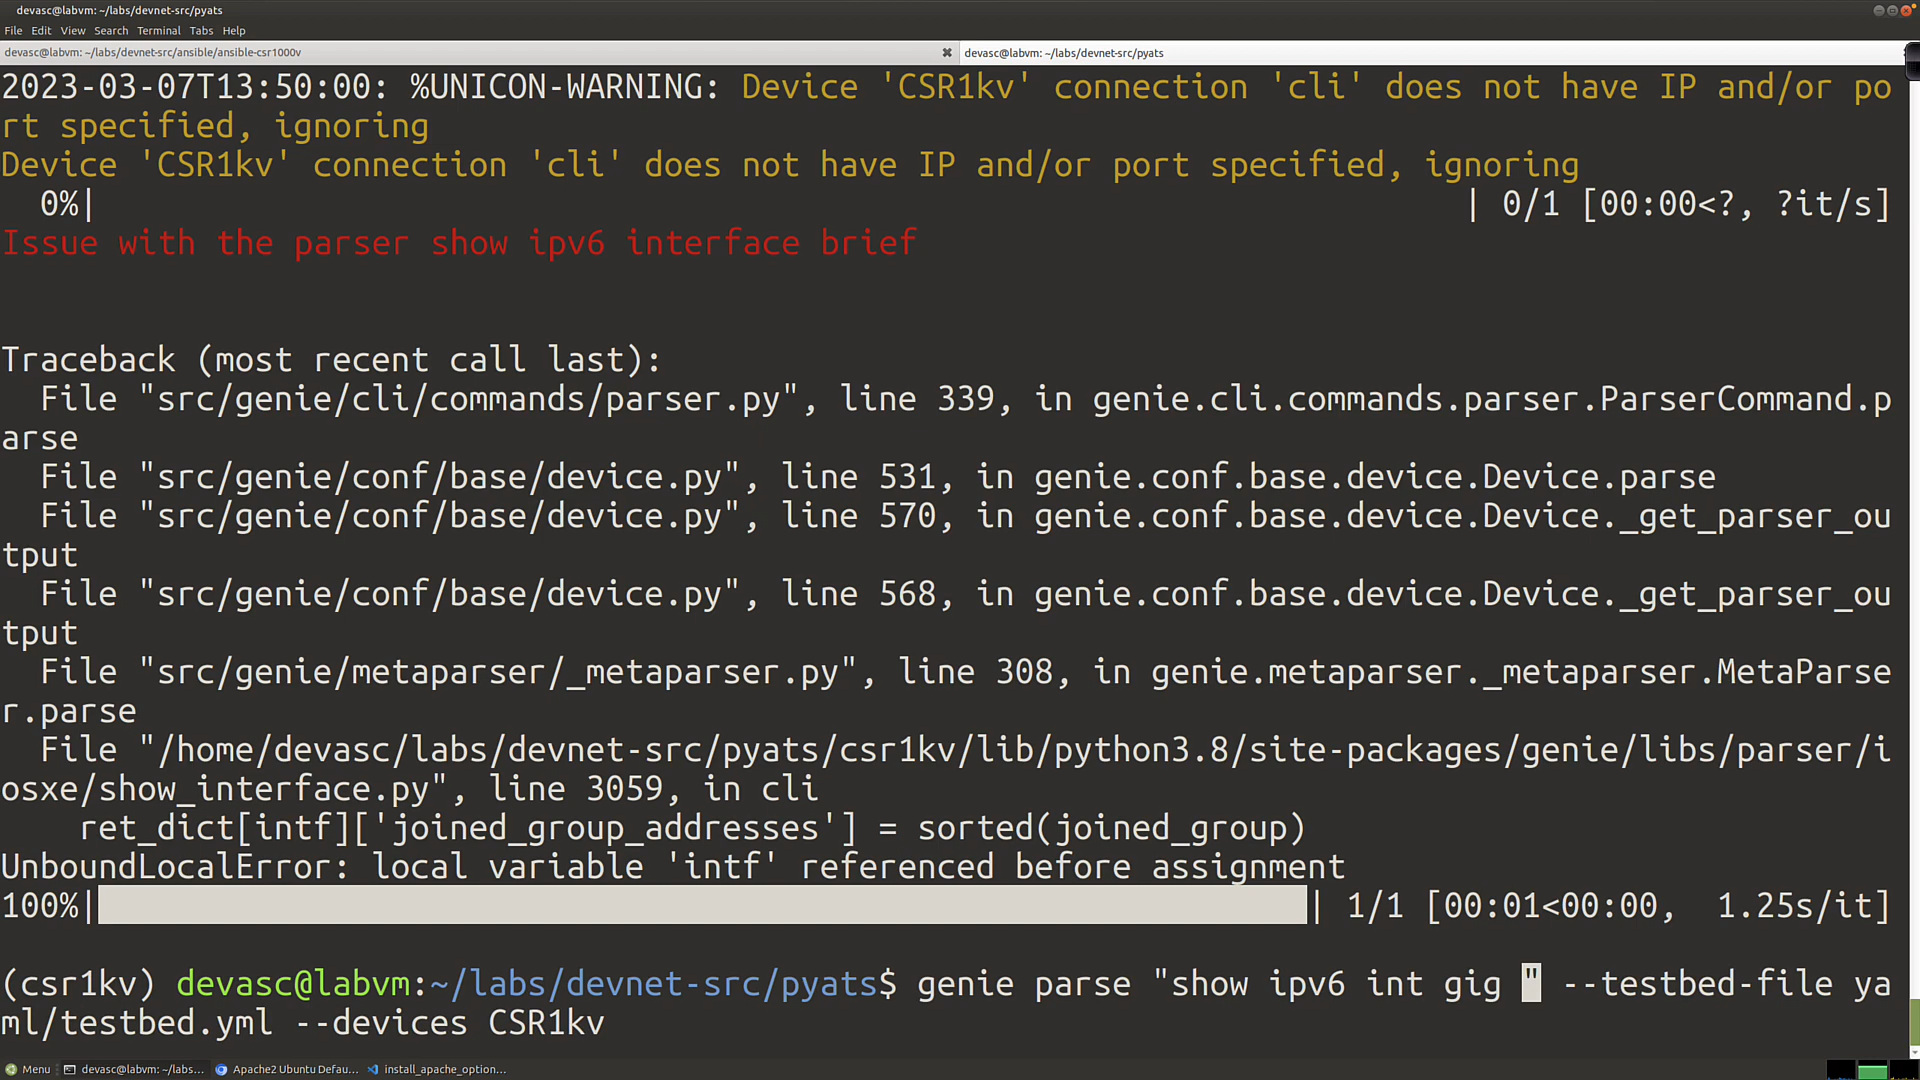 devasc@labvm: ~/labs/devnet-src/pyats
File Edit View Search Terminal Tabs Help
devasc@labvm: ~/labs/devnet-src/ansible/ansible-csr1000v
devasc@labvm: ~/labs/devnet-src/pyats
2023-03-07T13:50:00: %UNICON-WARNING: Device 'CSR1kv' connection 'cli' does not have IP and/or po
rt specified, ignoring
Device 'CSR1kv' connection 'cli' does not have IP and/or port specified, ignoring
  0%|                                                                       | 0/1 [00:00<?, ?it/s]
Issue with the parser show ipv6 interface brief
Traceback (most recent call last):
  File "src/genie/cli/commands/parser.py", line 339, in genie.cli.commands.parser.ParserCommand.p
arse
  File "src/genie/conf/base/device.py", line 531, in genie.conf.base.device.Device.parse
  File "src/genie/conf/base/device.py", line 570, in genie.conf.base.device.Device._get_parser_ou
tput
  File "src/genie/conf/base/device.py", line 568, in genie.conf.base.device.Device._get_parser_ou
tput
  File "src/genie/metaparser/_metaparser.py", line 308, in genie.metaparser._metaparser.MetaParse
r.parse
  File "/home/devasc/labs/devnet-src/pyats/csr1kv/lib/python3.8/site-packages/genie/libs/parser/i
osxe/show_interface.py", line 3059, in cli
    ret_dict[intf]['joined_group_addresses'] = sorted(joined_group)
UnboundLocalError: local variable 'intf' referenced before assignment
100%|                                                              | 1/1 [00:01<00:00,  1.25s/it]
(csr1kv) devasc@labvm:~/labs/devnet-src/pyats$ genie parse "show ipv6 int gig " --testbed-file ya
ml/testbed.yml --devices CSR1kv
Menu devasc@labvm: ~/labs... Apache2 Ubuntu Defau... install_apache_option...